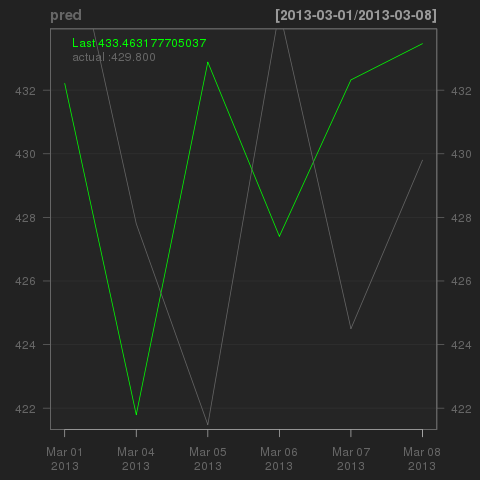 pred [2013-03-01/2013-03-08]
Last 433.463177705037
actual :429.800
432 432
430 430
428 428
426 426
424 424
422 422
Mar 01 Mar 04 Mar 05 Mar 06 Mar 07 Mar 08
2013 2013 2013 2013 2013 2013